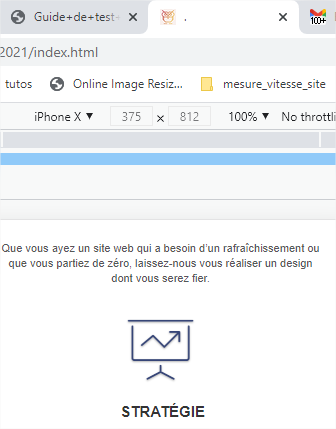 Guide+de+test+
.
100+
2021/index.html
tutos
Online Image Resiz...
mesure_vitesse_site
iPhone X ▼ 375 × 812 100% ▼ No throttli
Que vous ayez un site web qui a besoin d'un rafraîchissement ou
que vous partiez de zéro, laissez-nous vous réaliser un design
dont vous serez fier.
STRATÉGIE